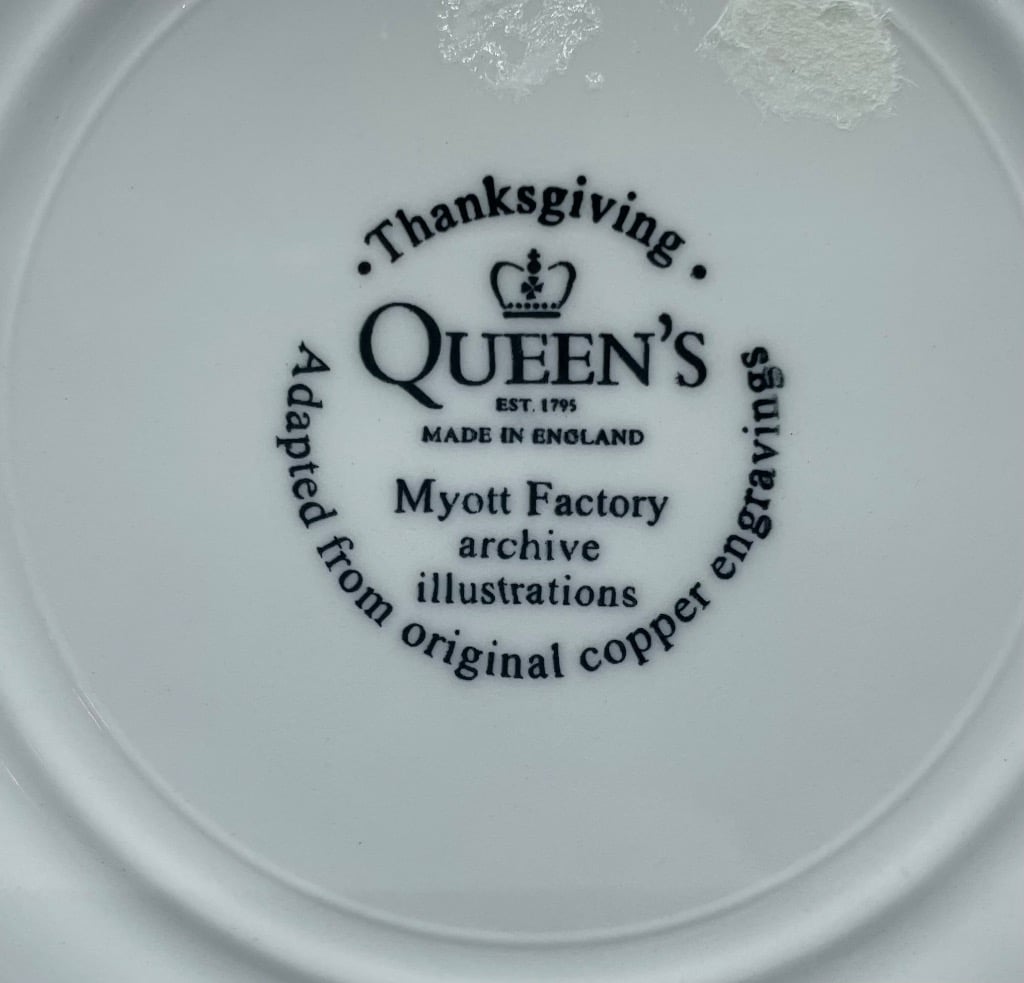 • Thanksgiving •
QUEEN'S
EST. 1795
MADE IN ENGLAND
Myott Factory
archive
illustrations
Adapted from original copper engravings